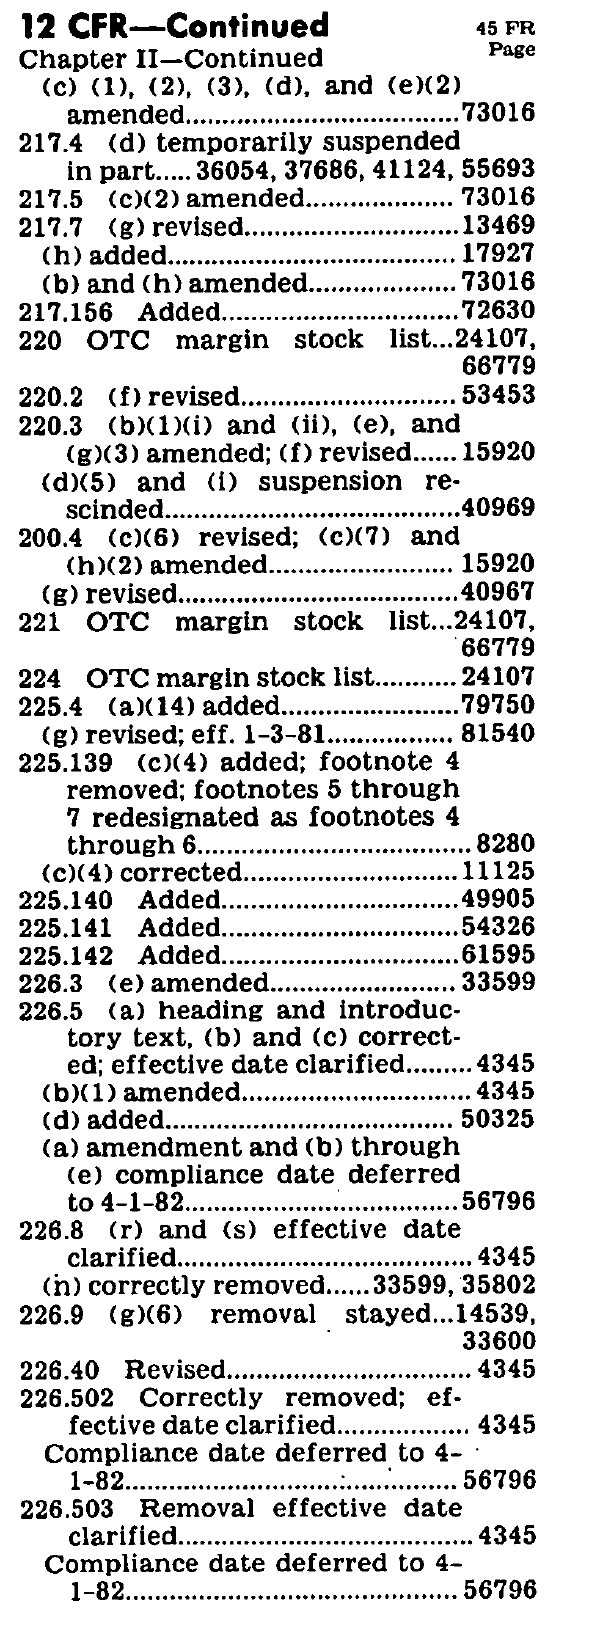 12 CFR—Continued
45 FR
Page
Chapter II—Continued
(c) (1), (2), (3), (d), and (e)(2)
amended.....................................73016
217.4 (d) temporarily suspended
in part.....36054, 37686, 41124, 55693
217.5 (c)(2) amended.................... 73016
217.7 (g) revised.............................13469
(h) added....................................... 17927
(b) and (h) amended....................73016
217.156 Added................................72630
220 OTC margin stock list...24107,
66779
220.2 (f) revised............................. 53453
220.3 (b)(1)(i) and (ii), (e), and
(g)(3) amended; (f) revised......15920
(d)(5) and (i) suspension re-
scinded........................................40969
200.4 (c)(6) revised; (c)(7) and
(h)(2) amended......................... 15920
(g) revised......................................40967
221 OTC margin stock list...24107,
66779
224 OTC margin stock list........... 24107
225.4 (a)(14) added........................79750
(g) revised; eff. 1-3-81................. 81540
225.139 (c)(4) added; footnote 4
removed; footnotes 5 through
7 redesignated as footnotes 4
through 6..................................... 8280
(c)(4) corrected.............................11125
225.140 Added................................49905
225.141 Added................................54326
225.142 Added................................61595
226.3 (e) amended.........................33599
226.5 (a) heading and introduc-
tory text, (b) and (c) correct-
ed; effective date clarified......... 4345
(b)(1) amended............................... 4345
(d) added....................................... 50325
(a) amendment and (b) through
(e) compliance date deferred
to 4-1-82.....................................56796
226.8 (r) and (s) effective date
clarified........................................ 4345
(h) correctly removed......33599, 35802
226.9 (g)(6) removal stayed...14539,
33600
226.40 Revised................................. 4345
226.502 Correctly removed; ef-
fective date clarified.................. 4345
Compliance date deferred to 4-
1-82............................................. 56796
226.503 Removal effective date
clarified........................................ 4345
Compliance date deferred to 4-
1-82............................................. 56796